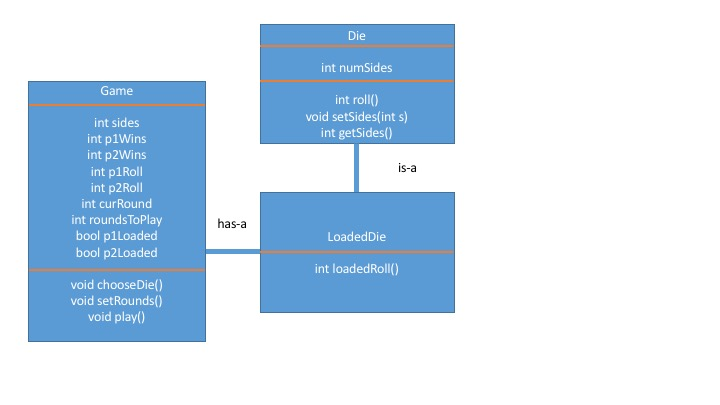 Die
int numSides
int roll()
void setSides(int s)
int getSides()
is-a
Game
int sides
int p1Wins
int p2Wins
int p1Roll
int p2Roll
int curRound
int roundsToPlay
bool p1Loaded
bool p2Loaded
void chooseDie()
void setRounds()
void play()
has-a
LoadedDie
int loadedRoll()